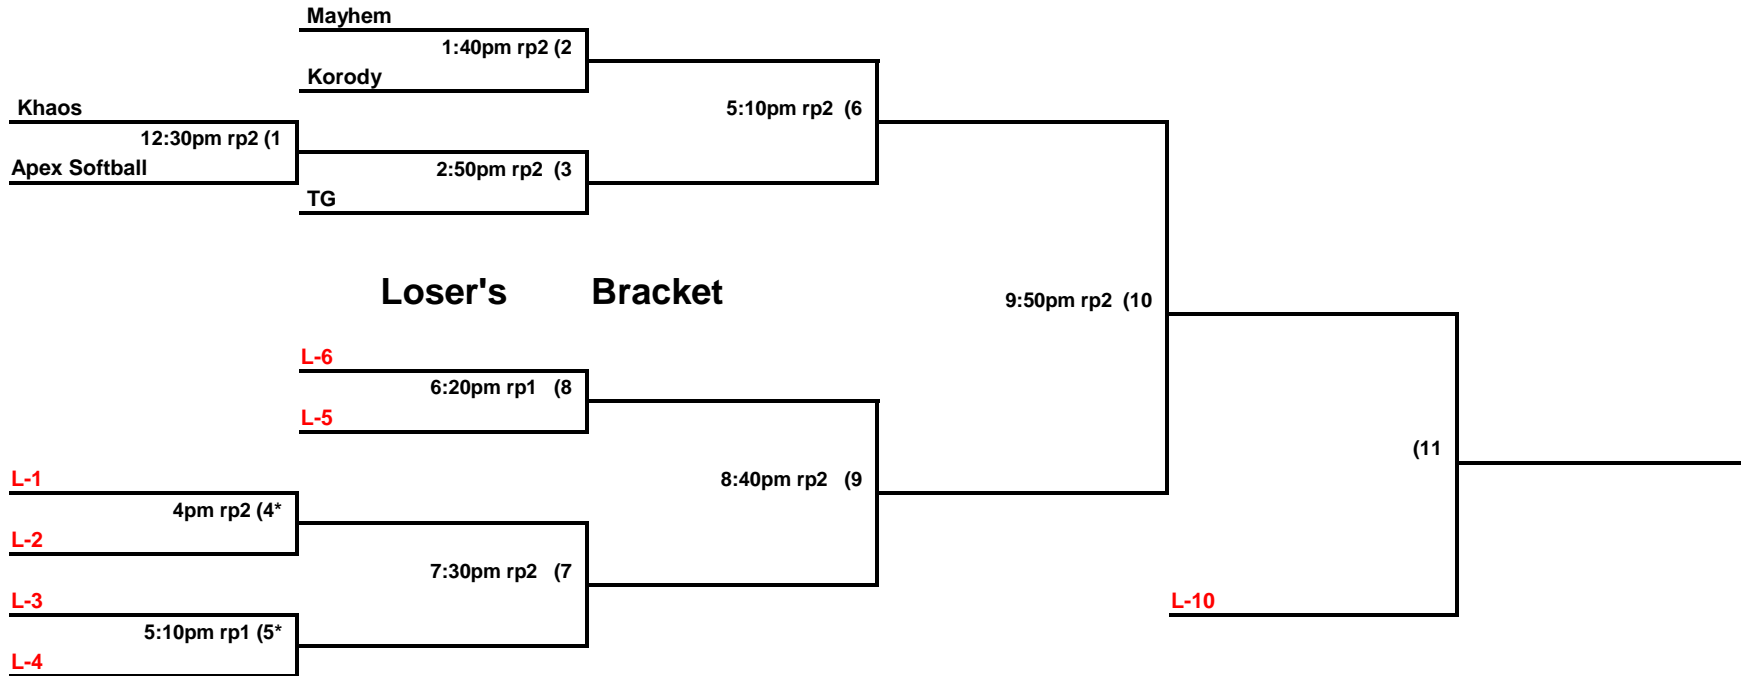 Mayhem
1:40pm rp2 (2
Korody
Khaos
5:10pm rp2 (6
12:30pm rp2 (1
Apex Softball
2:50pm rp2 (3
TG
Loser's Bracket
9:50pm rp2 (10
L-6
6:20pm rp1 (8
L-5
(11
L-1
8:40pm rp2 (9
4pm rp2 (4*
L-2
7:30pm rp2 (7
L-3
L-10
5:10pm rp1 (5*
L-4